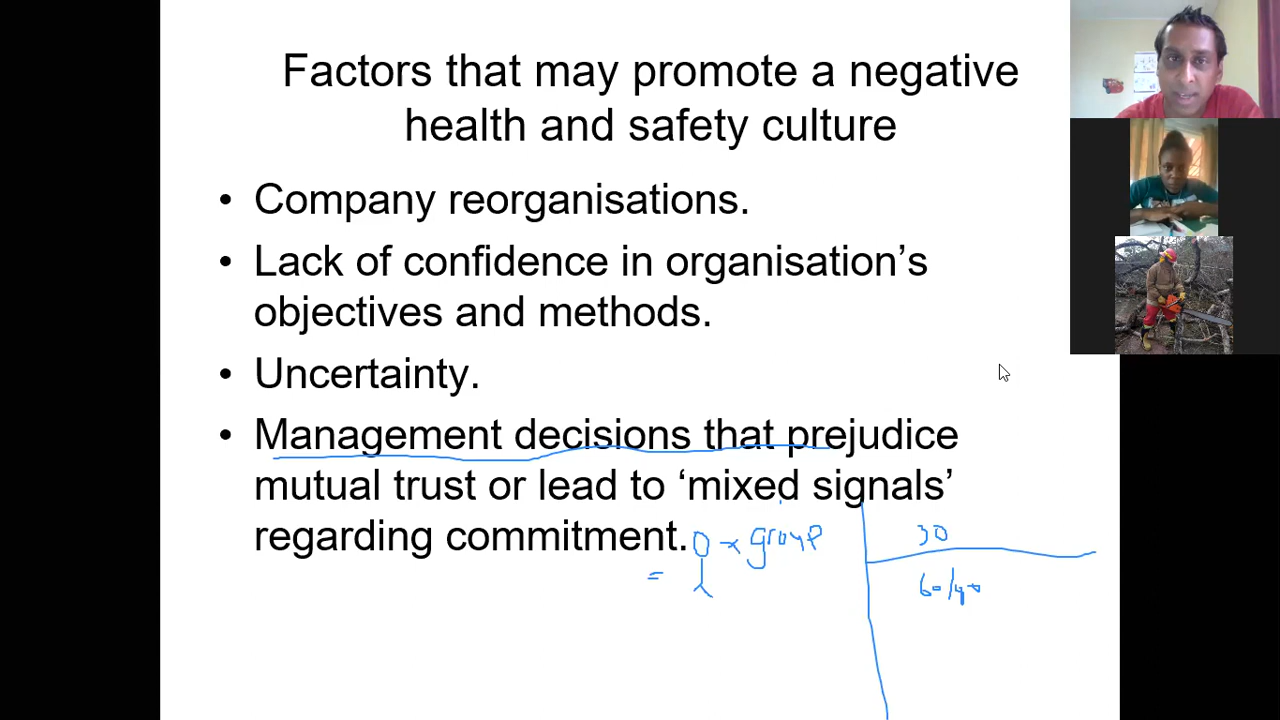 Factors that may promote a negative
health and safety culture
• Company reorganisations.
• Lack of confidence in organisation’s
objectives and methods.
• Uncertainty.
• Management decisions that prejudice
mutual trust or lead to ‘mixed signals’
regarding commitment.
group
30